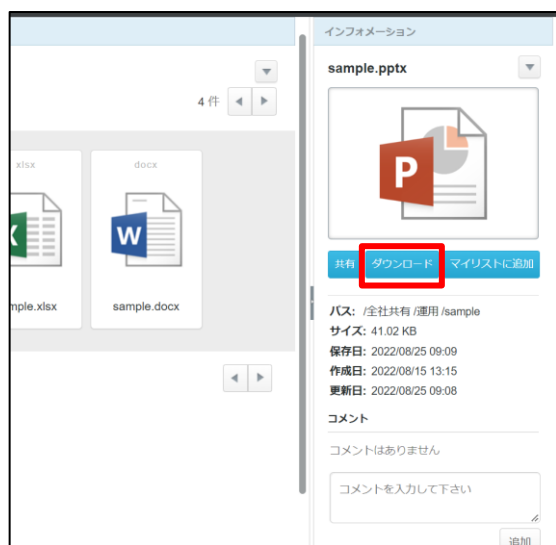 インフォメーション
sample.pptx
4 件
xlsx
docx
mple.xlsx
sample.docx
共有
ダウンロード
マイリストに追加
パス: /全社共有 /運用 /sample
サイズ: 41.02 KB
保存日: 2022/08/25 09:09
作成日: 2022/08/15 13:15
更新日: 2022/08/25 09:08
コメント
コメントはありません
コメントを入力して下さい
追加